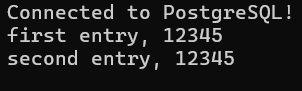 Connected to PostgreSQL!
first entry, 12345
second entry, 12345